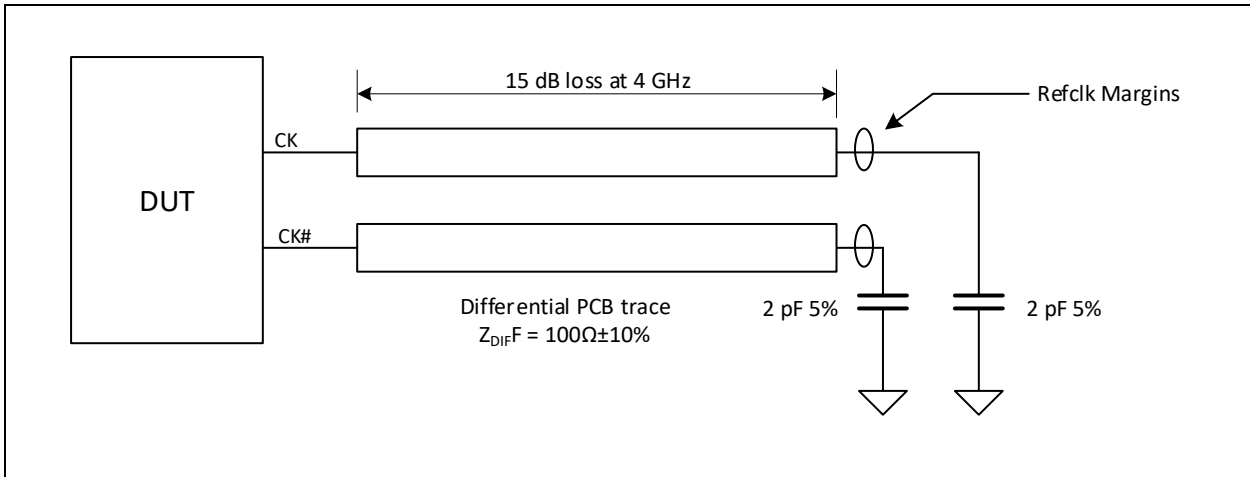 15 dB loss at 4 GHz
Refclk Margins
CK
DUT
CK#
Differential PCB trace
Z_DIFF = 100Ω±10%
2 pF 5%
2 pF 5%